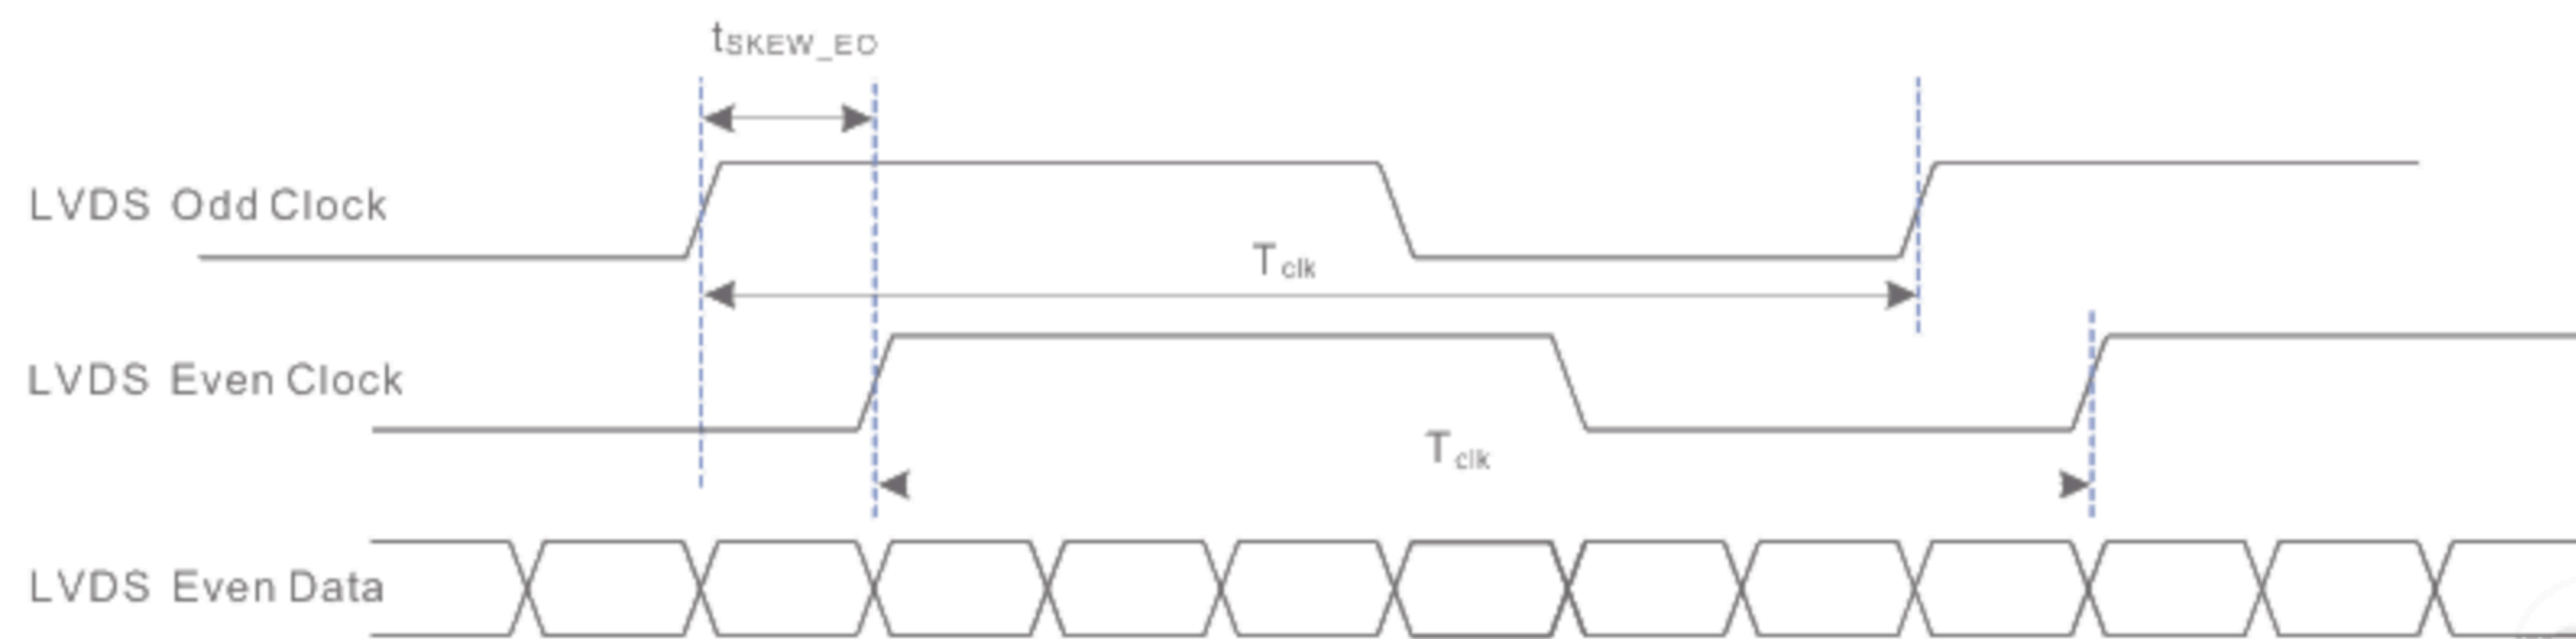 tSKEW_EO
LVDS Odd Clock
Tclk
LVDS Even Clock
Tclk
LVDS Even Data